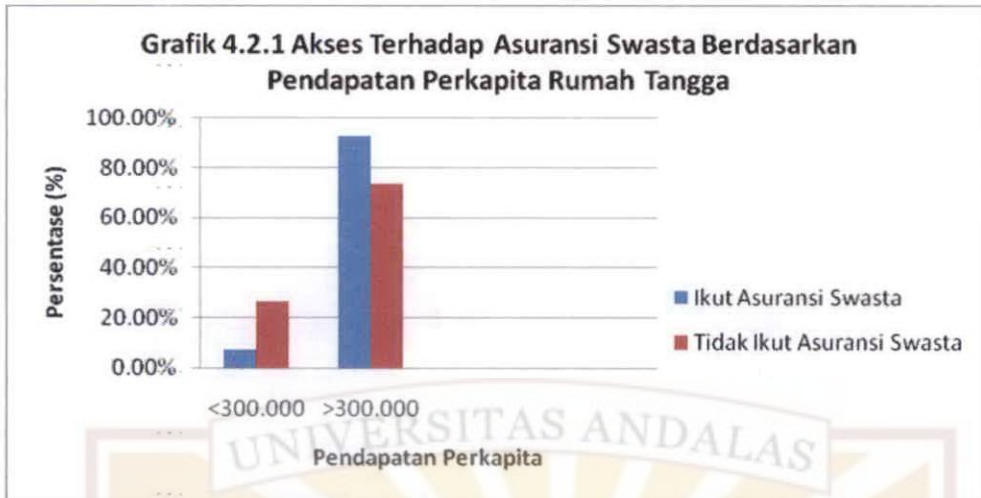 Grafik 4.2.1 Akses Terhadap Asuransi Swasta Berdasarkan
Pendapatan Perkapita Rumah Tangga
Persentase (%)
100.00%
80.00%
60.00%
40.00%
20.00%
0.00%
<300.000 >300.000
Pendapatan Perkapita
Ikut Asuransi Swasta
Tidak Ikut Asuransi Swasta
UNIVERSITAS ANDALAS